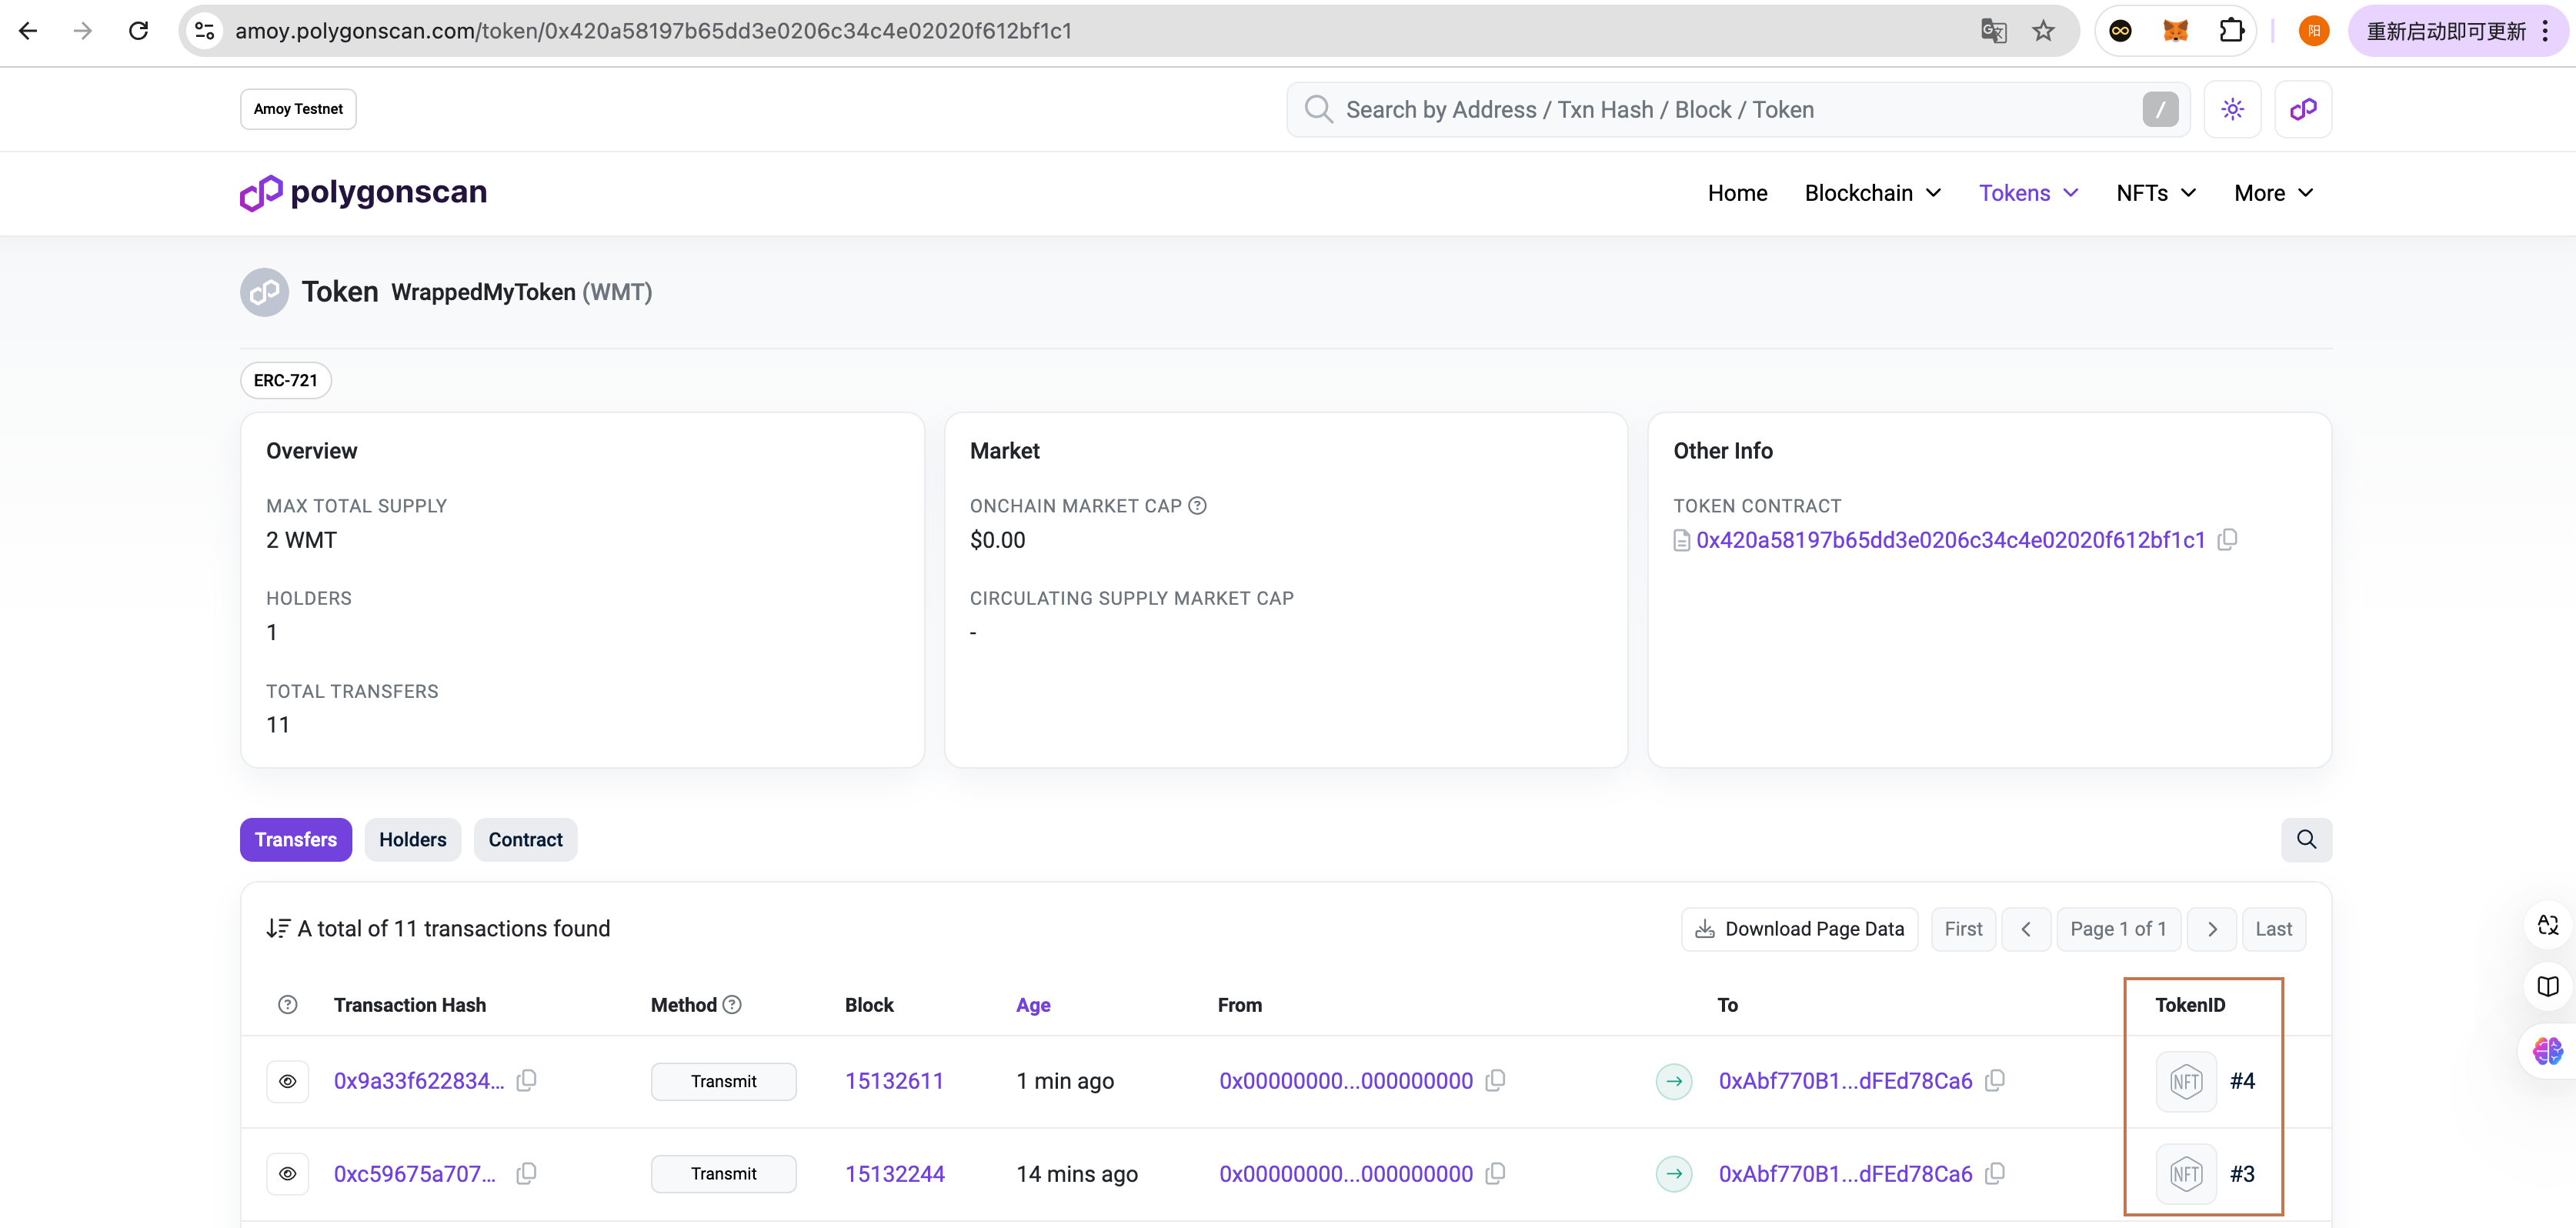 amoy.polygonscan.com/token/0x420a58197b65dd3e0206c34c4e02020f612bf1c1
阳
重新启动即可更新
Amoy Testnet
Search by Address / Txn Hash / Block / Token
/
polygonscan
Home
Blockchain
Tokens
NFTs
More
Token WrappedMyToken (WMT)
ERC-721
Overview
MAX TOTAL SUPPLY
2 WMT
HOLDERS
1
TOTAL TRANSFERS
11
Market
ONCHAIN MARKET CAP
$0.00
CIRCULATING SUPPLY MARKET CAP
-
Other Info
TOKEN CONTRACT
0x420a58197b65dd3e0206c34c4e02020f612bf1c1
Transfers
Holders
Contract
A total of 11 transactions found
Download Page Data
First
Page 1 of 1
Last
Transaction Hash Method Block Age From To TokenID
0x9a33f622834... Transmit 15132611 1 min ago 0x00000000...000000000 0xAbf770B1...dFEd78Ca6 NFT #4
0xc59675a707... Transmit 15132244 14 mins ago 0x00000000...000000000 0xAbf770B1...dFEd78Ca6 NFT #3